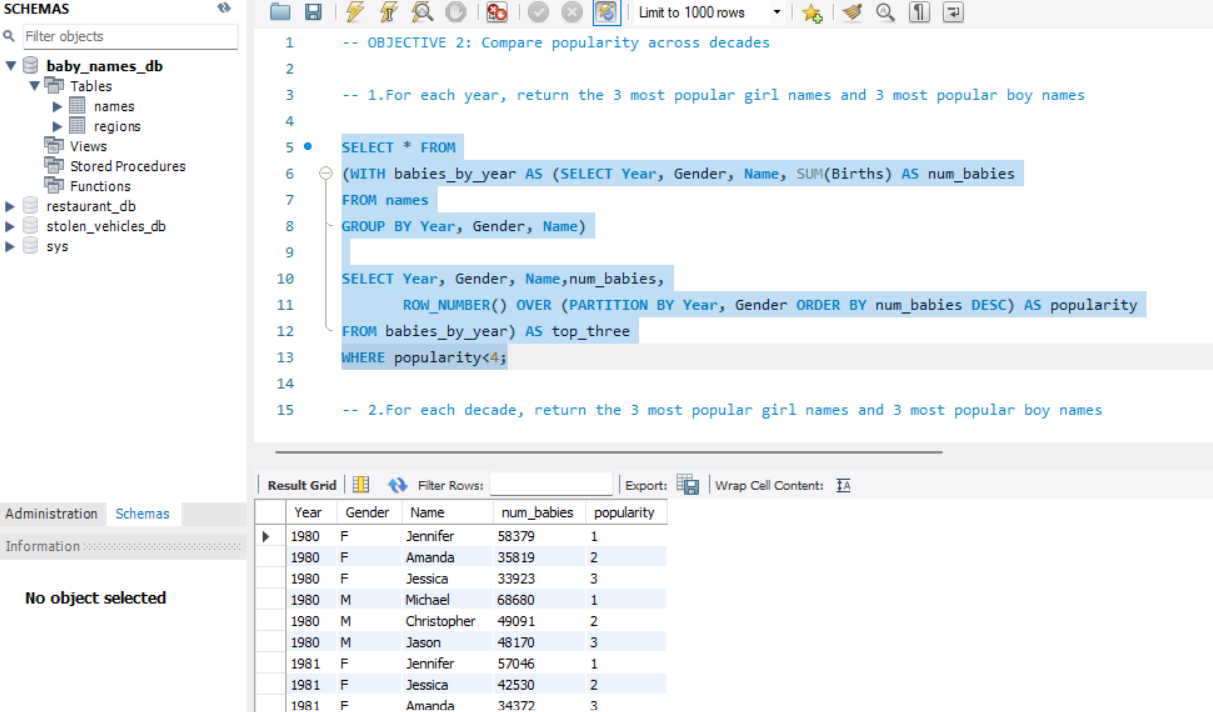 SCHEMAS
Filter objects
baby_names_db
Tables
names
regions
Views
Stored Procedures
Functions
restaurant_db
stolen_vehicles_db
sys
Administration Schemas
Information
No object selected
Limit to 1000 rows
1 -- OBJECTIVE 2: Compare popularity across decades
2
3 -- 1.For each year, return the 3 most popular girl names and 3 most popular boy names
4
5 SELECT * FROM
6 (WITH babies_by_year AS (SELECT Year, Gender, Name, SUM(Births) AS num_babies
7 FROM names
8 GROUP BY Year, Gender, Name)
9
10 SELECT Year, Gender, Name,num_babies,
11 ROW_NUMBER() OVER (PARTITION BY Year, Gender ORDER BY num_babies DESC) AS popularity
12 FROM babies_by_year) AS top_three
13 WHERE popularity<4;
14
15 -- 2.For each decade, return the 3 most popular girl names and 3 most popular boy names
Result Grid Filter Rows: Export: Wrap Cell Content: IA
Year Gender Name num_babies popularity
1980 F Jennifer 58379 1
1980 F Amanda 35819 2
1980 F Jessica 33923 3
1980 M Michael 68680 1
1980 M Christopher 49091 2
1980 M Jason 48170 3
1981 F Jennifer 57046 1
1981 F Jessica 42530 2
1981 F Amanda 34372 3